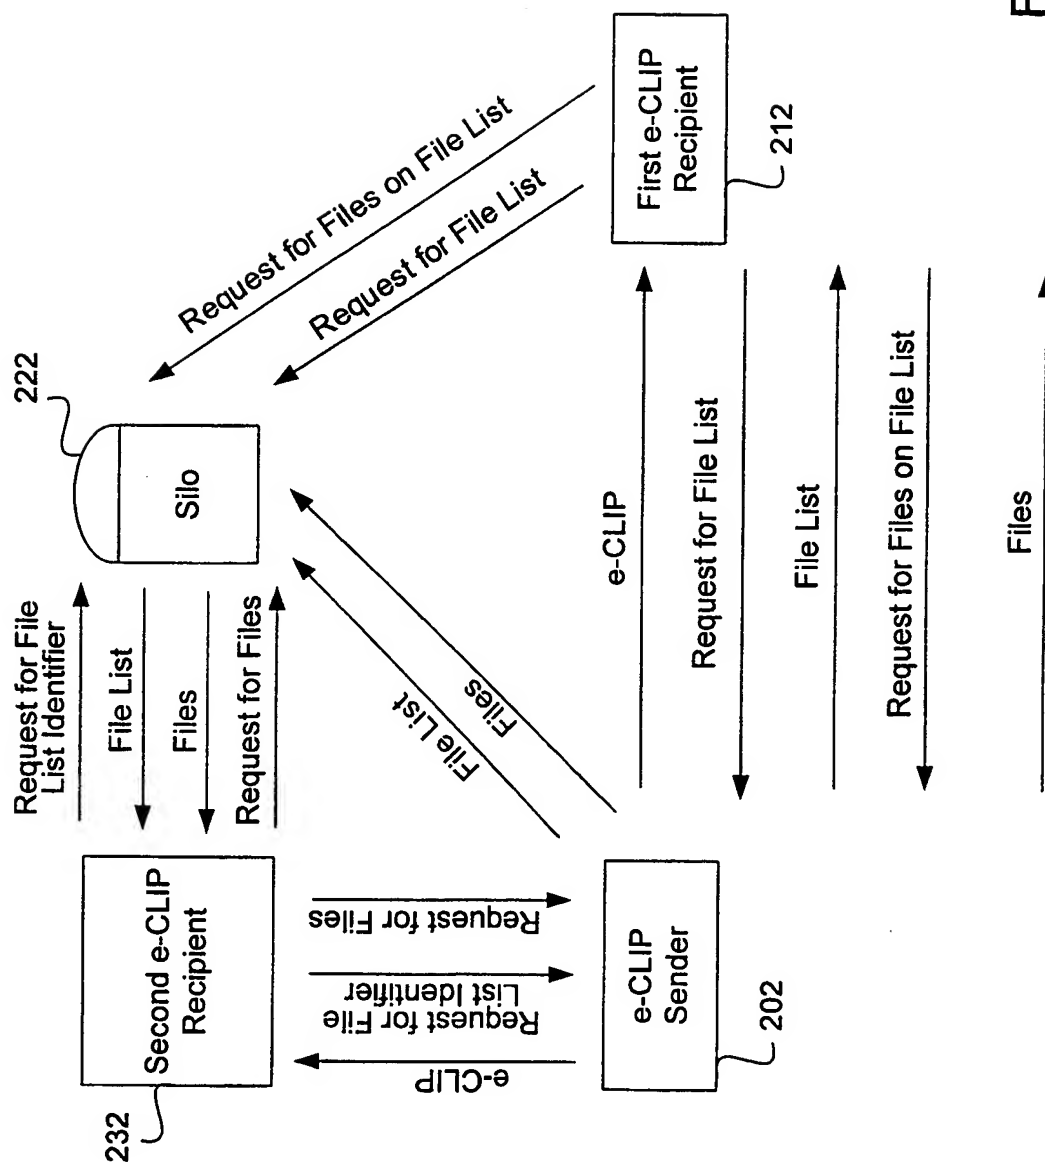 232
Second e-CLIP
Recipient
Request for File
List Identifier
File List
Files
Request for Files
222
Silo
Request for Files on File List
Request for File List
e-CLIP
Request for File
List Identifier
Request for Files
File List
Files
e-CLIP
Sender
202
First e-CLIP
Recipient
212
e-CLIP
Request for File List
File List
Request for Files on File List
Files